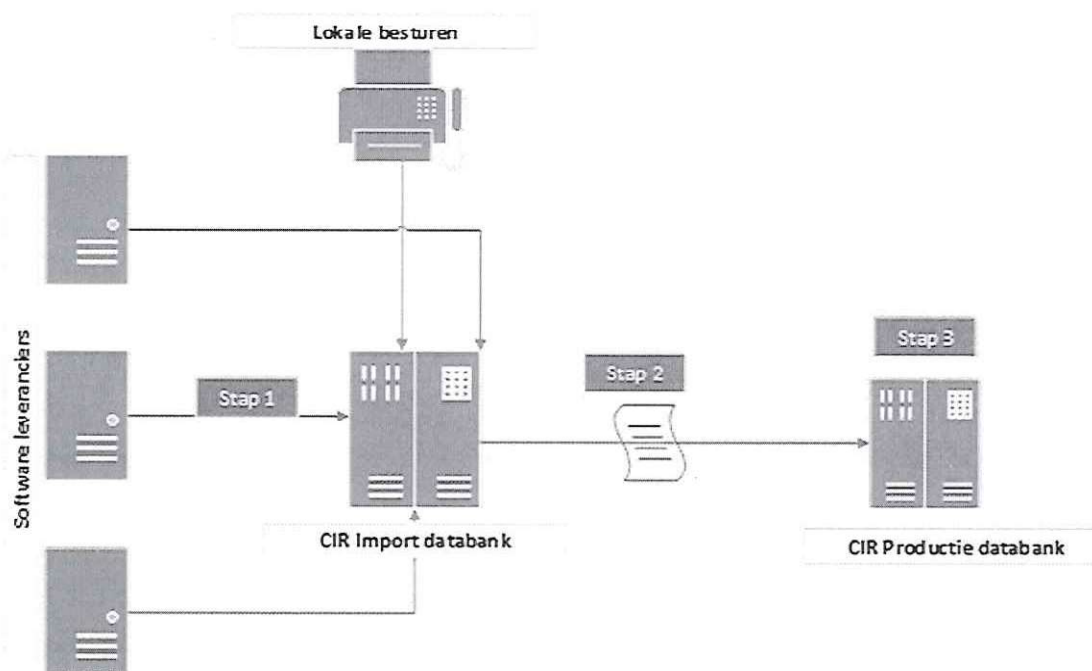 Lokale besturen
Software leveranciers
Stap 1
Stap 2
Stap 3
CIR Import databank
CIR Productie databank